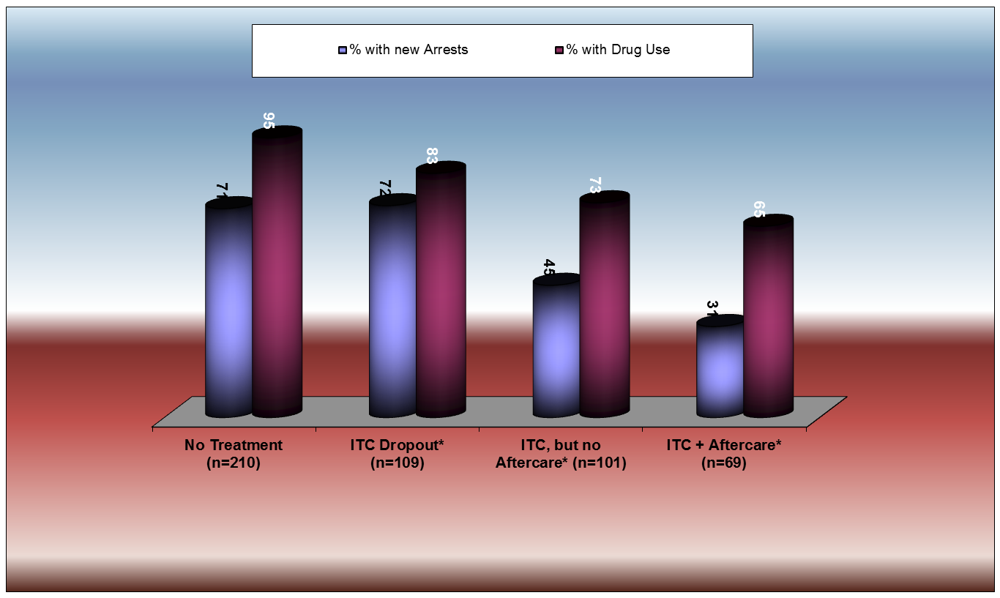 % with new Arrests
% with Drug Use
95
83
71
72
73
65
45
31
No Treatment
(n=210)
ITC Dropout*
(n=109)
ITC, but no
Aftercare* (n=101)
ITC + Aftercare*
(n=69)